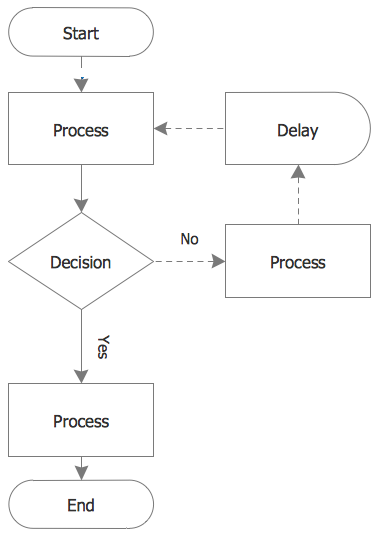 Start
Process
Delay
Decision
No
Process
Yes
Process
End